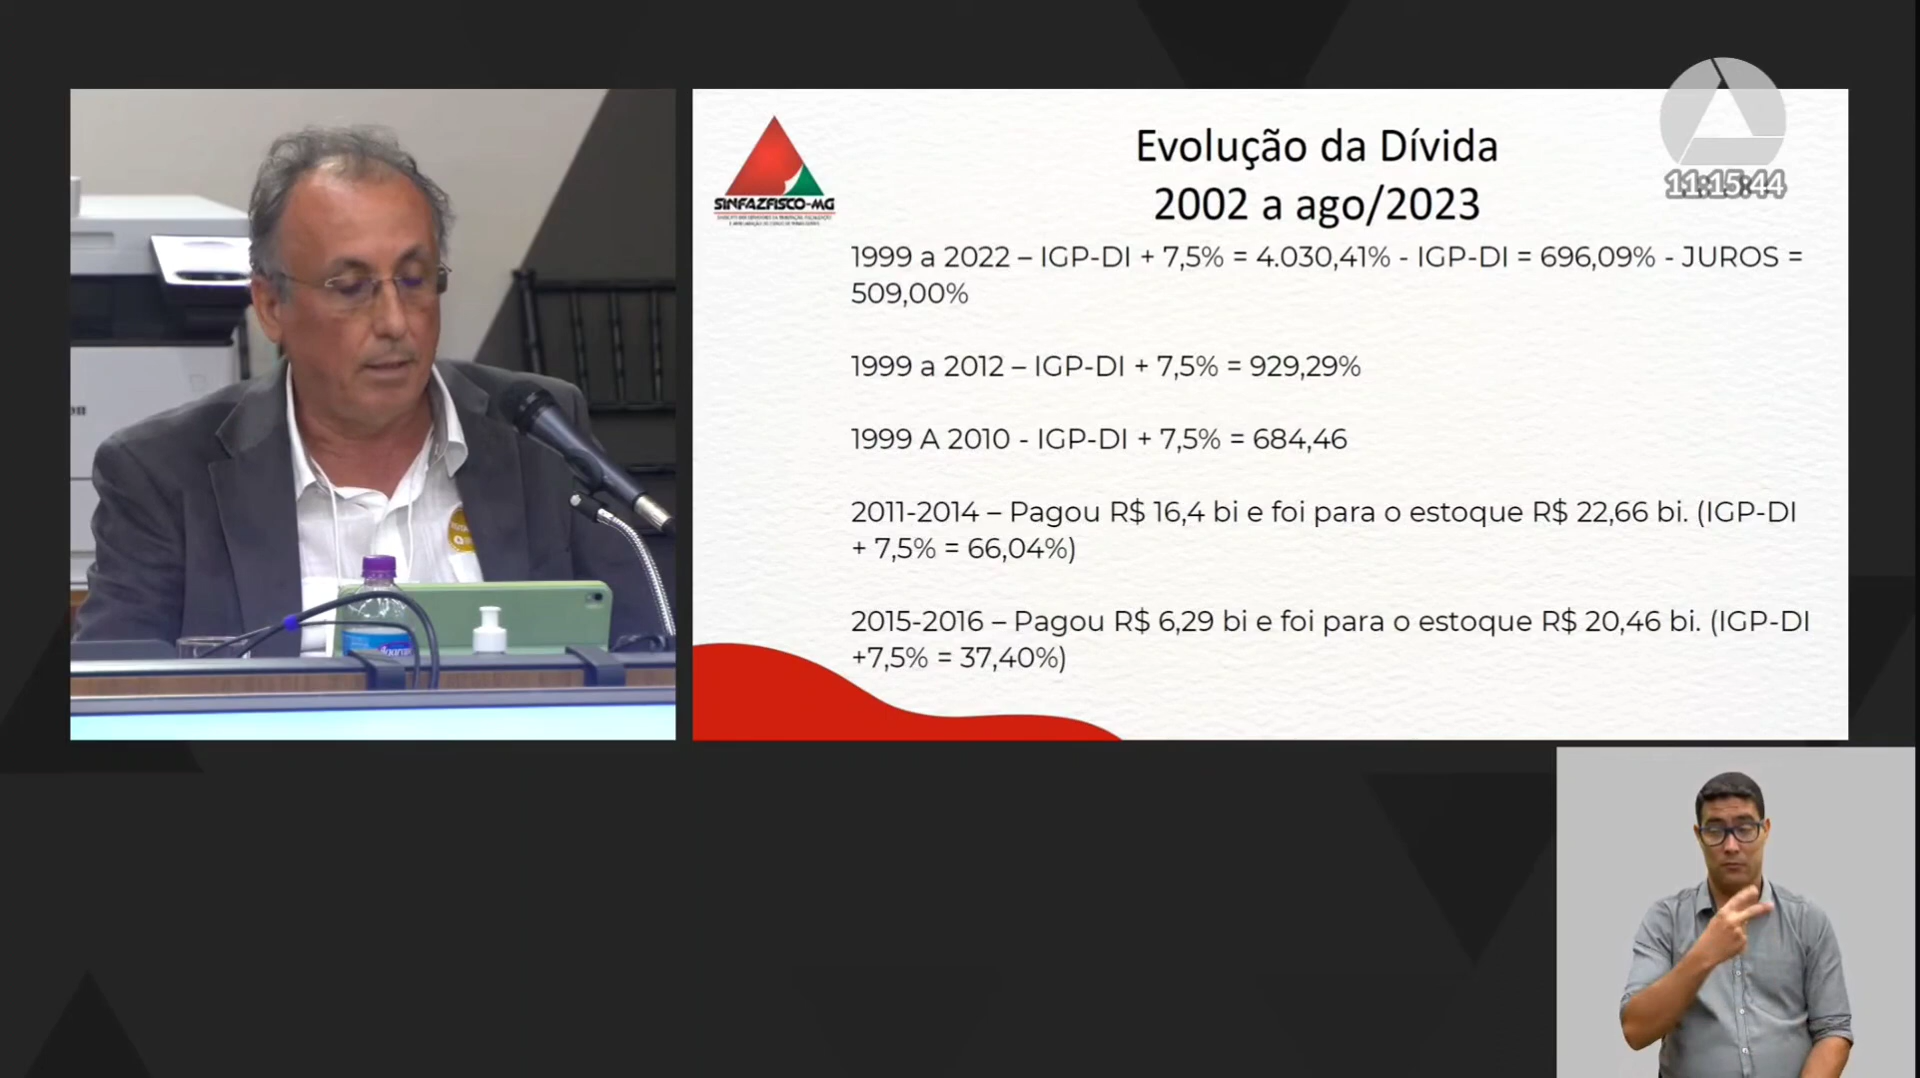 11:15:44
SINFAZFISCO-MG
Evolução da Dívida
2002 a ago/2023
1999 a 2022 – IGP-DI + 7,5% = 4.030,41% - IGP-DI = 696,09% - JUROS =
509,00%
1999 a 2012 – IGP-DI + 7,5% = 929,29%
1999 A 2010 - IGP-DI + 7,5% = 684,46
2011-2014 – Pagou R$ 16,4 bi e foi para o estoque R$ 22,66 bi. (IGP-DI
+ 7,5% = 66,04%)
2015-2016 – Pagou R$ 6,29 bi e foi para o estoque R$ 20,46 bi. (IGP-DI
+7,5% = 37,40%)